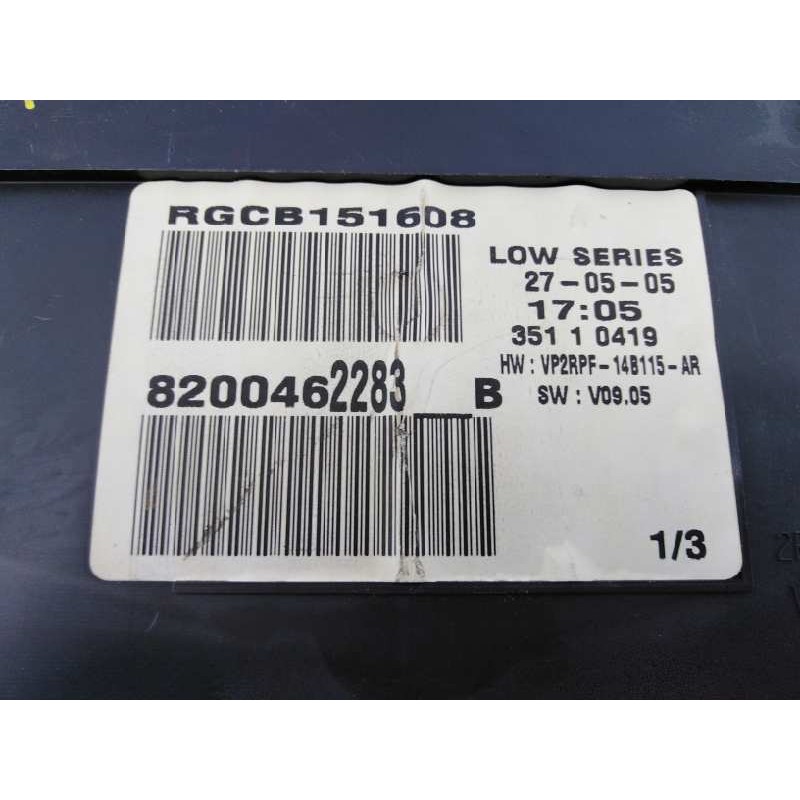 RGCB151608
LOW SERIES
27-05-05
17:05
351 1 0419
HW : VP2RPF-14B115-AR
SW : V09.05
8200462283___B
1/3